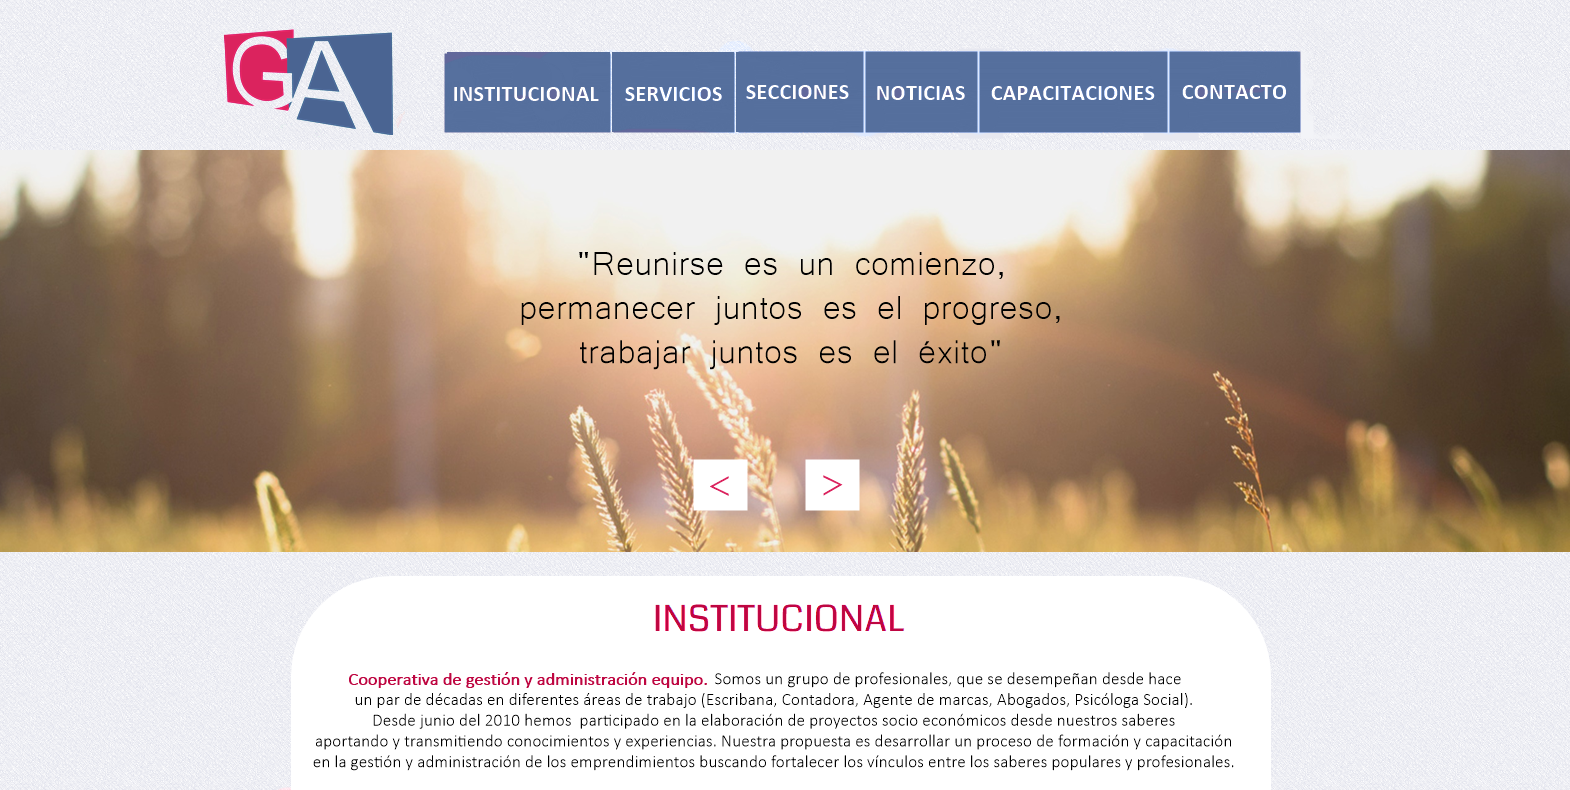 GA
INSTITUCIONAL SERVICIOS SECCIONES NOTICIAS CAPACITACIONES CONTACTO
"Reunirse es un comienzo,
permanecer juntos es el progreso,
trabajar juntos es el éxito"
< >
INSTITUCIONAL
Cooperativa de gestión y administración equipo. Somos un grupo de profesionales, que se desempeñan desde hace
un par de décadas en diferentes áreas de trabajo (Escribana, Contadora, Agente de marcas, Abogados, Psicóloga Social).
Desde junio del 2010 hemos participado en la elaboración de proyectos socio económicos desde nuestros saberes
aportando y transmitiendo conocimientos y experiencias. Nuestra propuesta es desarrollar un proceso de formación y capacitación
en la gestión y administración de los emprendimientos buscando fortalecer los vínculos entre los saberes populares y profesionales.